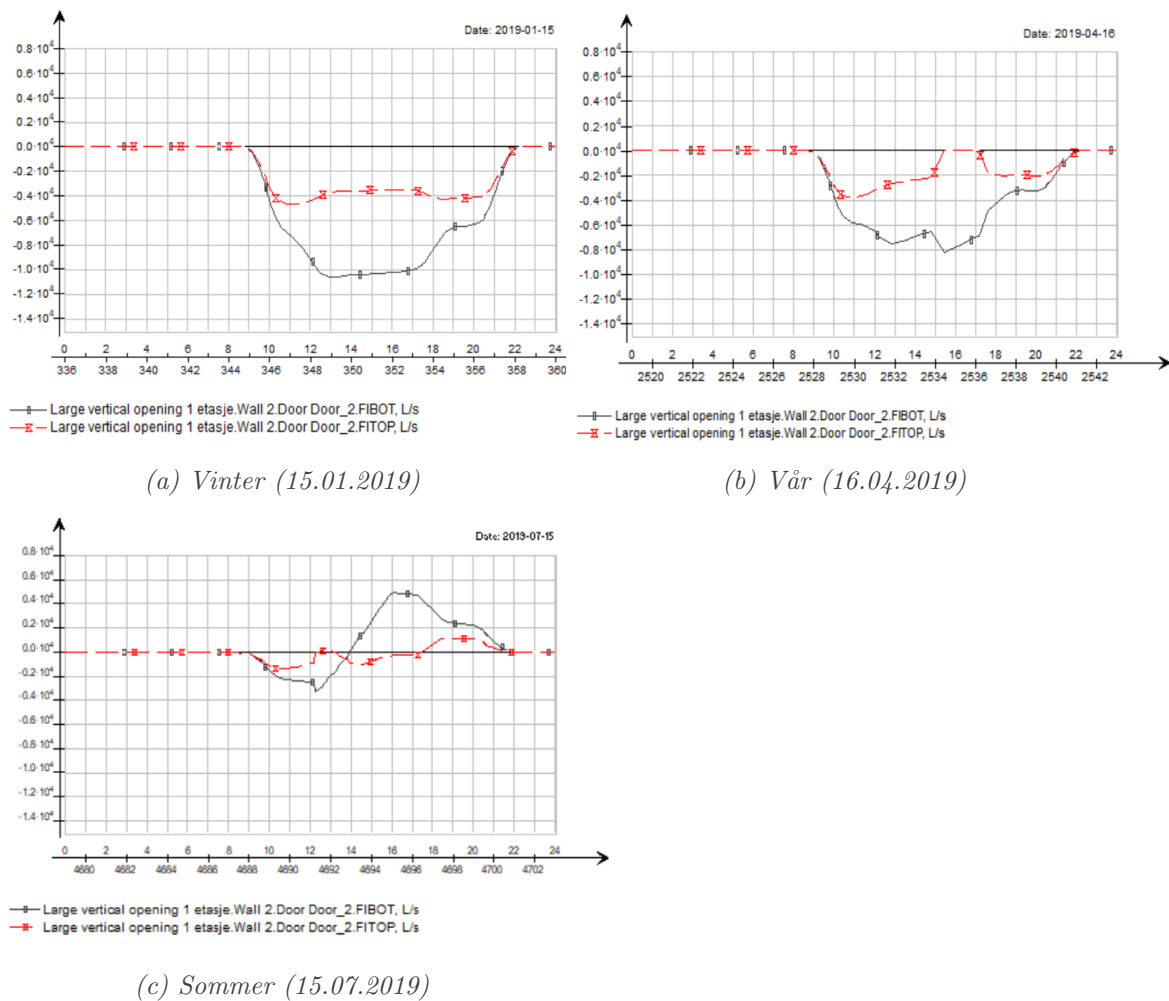 Date: 2019-01-15
0.8·10⁴
0.6·10⁴
0.4·10⁴
0.2·10⁴
0.0·10⁰
-0.2·10⁴
-0.4·10⁴
-0.6·10⁴
-0.8·10⁴
-1.0·10⁴
-1.2·10⁴
-1.4·10⁴
0 2 4 6 8 10 12 14 16 18 20 22 24
336 338 340 342 344 346 348 350 352 354 356 358 360
Large vertical opening 1 etasje.Wall 2.Door Door_2.FIBOT, L/s
Large vertical opening 1 etasje.Wall 2.Door Door_2.FITOP, L/s
(a) Vinter (15.01.2019)
Date: 2019-04-16
0.8·10⁴
0.6·10⁴
0.4·10⁴
0.2·10⁴
0.0·10⁰
-0.2·10⁴
-0.4·10⁴
-0.6·10⁴
-0.8·10⁴
-1.0·10⁴
-1.2·10⁴
-1.4·10⁴
0 2 4 6 8 10 12 14 16 18 20 22 24
2520 2522 2524 2526 2528 2530 2532 2534 2536 2538 2540 2542
Large vertical opening 1 etasje.Wall 2.Door Door_2.FIBOT, L/s
Large vertical opening 1 etasje.Wall 2.Door Door_2.FITOP, L/s
(b) Vår (16.04.2019)
Date: 2019-07-15
0.8·10⁴
0.6·10⁴
0.4·10⁴
0.2·10⁴
0.0·10⁰
-0.2·10⁴
-0.4·10⁴
-0.6·10⁴
-0.8·10⁴
-1.0·10⁴
-1.2·10⁴
-1.4·10⁴
0 2 4 6 8 10 12 14 16 18 20 22 24
4680 4682 4684 4686 4688 4690 4692 4694 4696 4698 4700 4702
Large vertical opening 1 etasje.Wall 2.Door Door_2.FIBOT, L/s
Large vertical opening 1 etasje.Wall 2.Door Door_2.FITOP, L/s
(c) Sommer (15.07.2019)